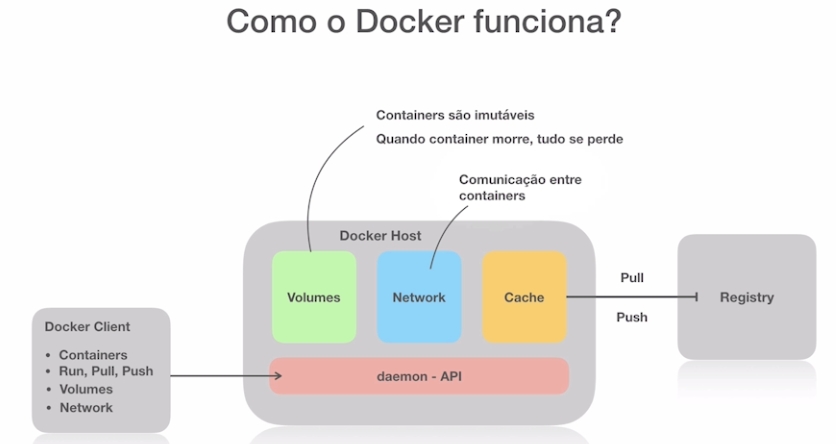 Como o Docker funciona?
Containers são imutáveis
Quando container morre, tudo se perde
Comunicação entre
containers
Docker Host
Volumes
Network
Cache
Pull
Push
Registry
Docker Client
• Containers
• Run, Pull, Push
• Volumes
• Network
daemon - API